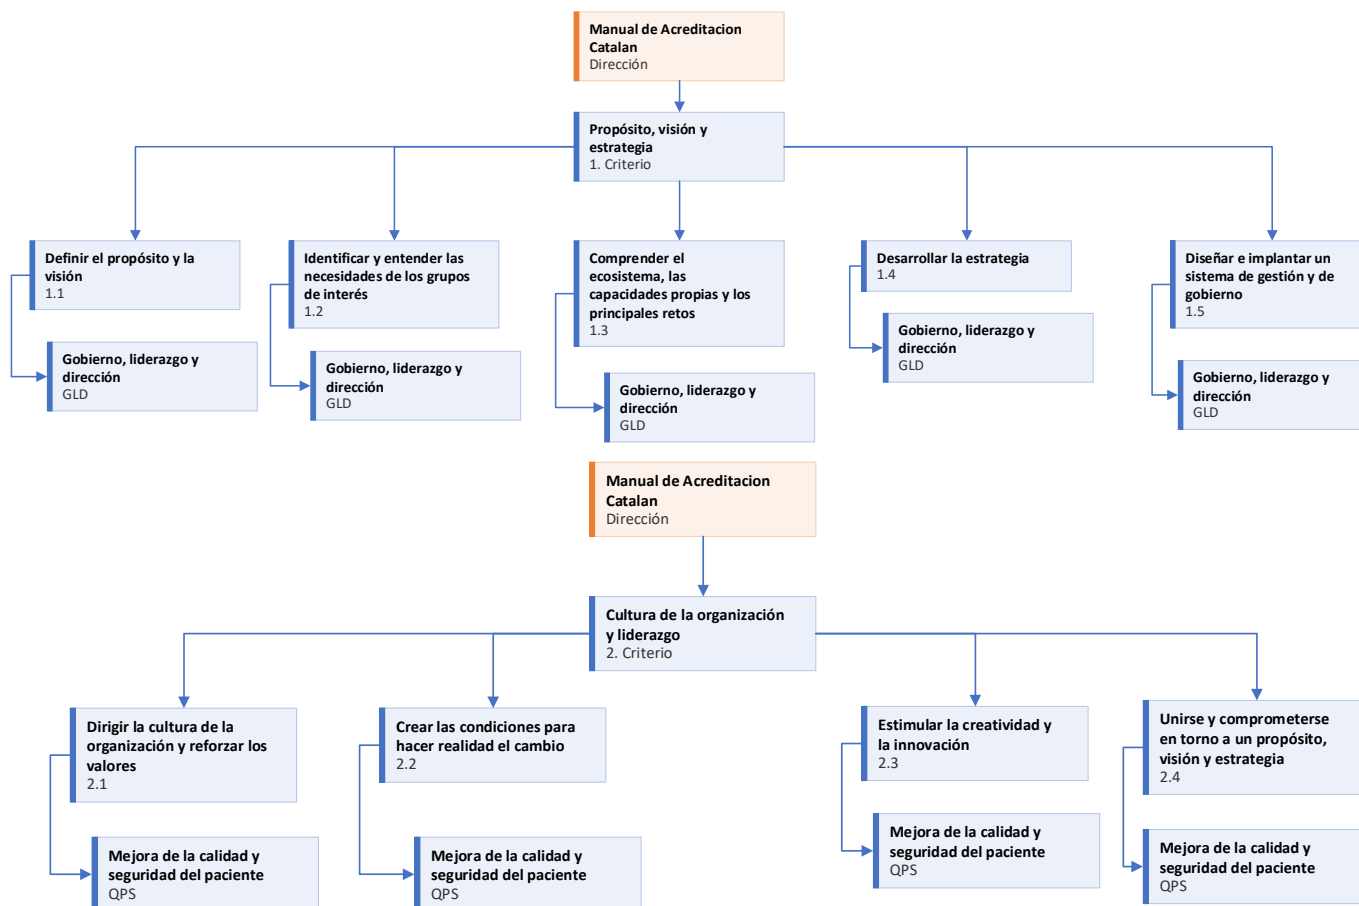 Manual de Acreditacion
Catalan
Dirección
Propósito, visión y
estrategia
1. Criterio
Definir el propósito y la
visión
1.1
Identificar y entender las
necesidades de los grupos
de interés
1.2
Comprender el
ecosistema, las
capacidades propias y los
principales retos
1.3
Desarrollar la estrategia
1.4
Diseñar e implantar un
sistema de gestión y de
gobierno
1.5
Gobierno, liderazgo y
dirección
GLD
Gobierno, liderazgo y
dirección
GLD
Gobierno, liderazgo y
dirección
GLD
Gobierno, liderazgo y
dirección
GLD
Gobierno, liderazgo y
dirección
GLD
Manual de Acreditacion
Catalan
Dirección
Cultura de la organización
y liderazgo
2. Criterio
Dirigir la cultura de la
organización y reforzar los
valores
2.1
Crear las condiciones para
hacer realidad el cambio
2.2
Estimular la creatividad y
la innovación
2.3
Unirse y comprometerse
en torno a un propósito,
visión y estrategia
2.4
Mejora de la calidad y
seguridad del paciente
QPS
Mejora de la calidad y
seguridad del paciente
QPS
Mejora de la calidad y
seguridad del paciente
QPS
Mejora de la calidad y
seguridad del paciente
QPS